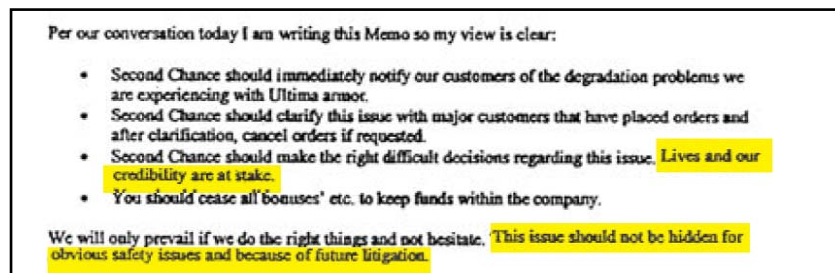 Per our conversation today I am writing this Memo so my view is clear:
• Second Chance should immediately notify our customers of the degradation problems we
are experiencing with Ultima armor.
• Second Chance should clarify this issue with major customers that have placed orders and
after clarification, cancel orders if requested.
• Second Chance should make the right difficult decisions regarding this issue. Lives and our
credibility are at stake.
• You should cease all bonuses' etc. to keep funds within the company.
We will only prevail if we do the right things and not hesitate. This issue should not be hidden for
obvious safety issues and because of future litigation.